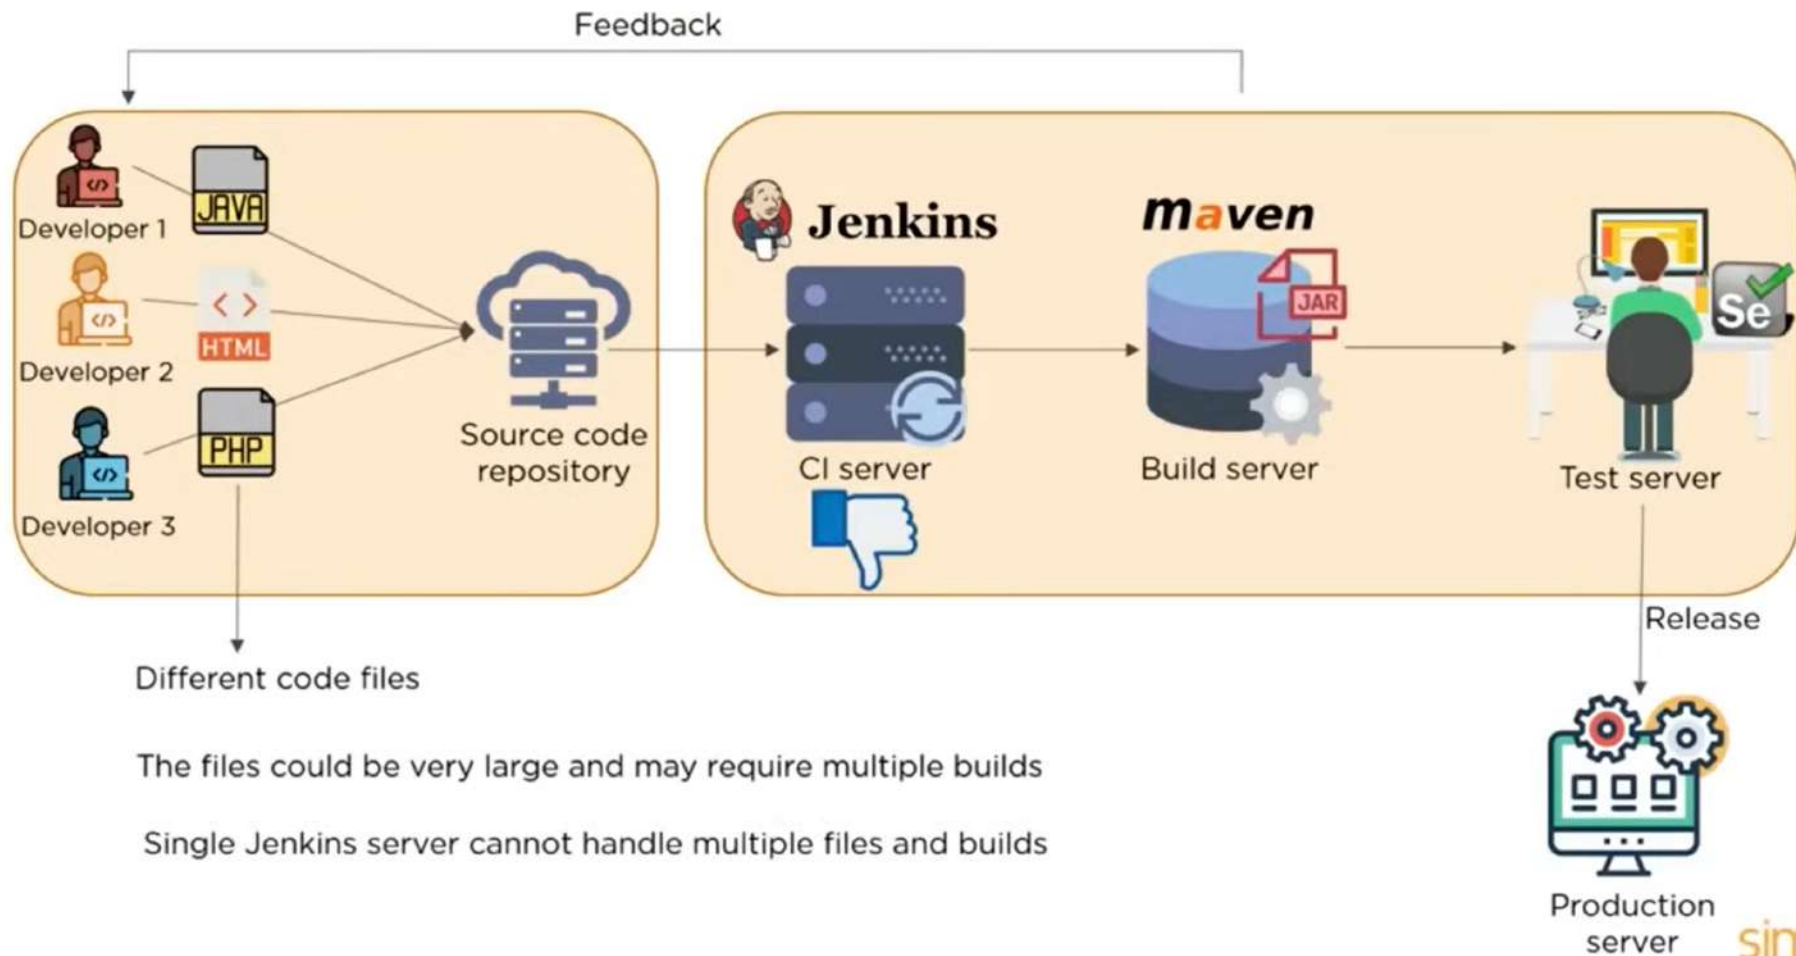 Feedback
Developer 1
JAVA
Developer 2
< >
HTML
Developer 3
</>
</>
</>
PHP
Source code
repository
Jenkins
CI server
maven
JAR
Build server
Se
Test server
Release
Production
server
Different code files
The files could be very large and may require multiple builds
Single Jenkins server cannot handle multiple files and builds